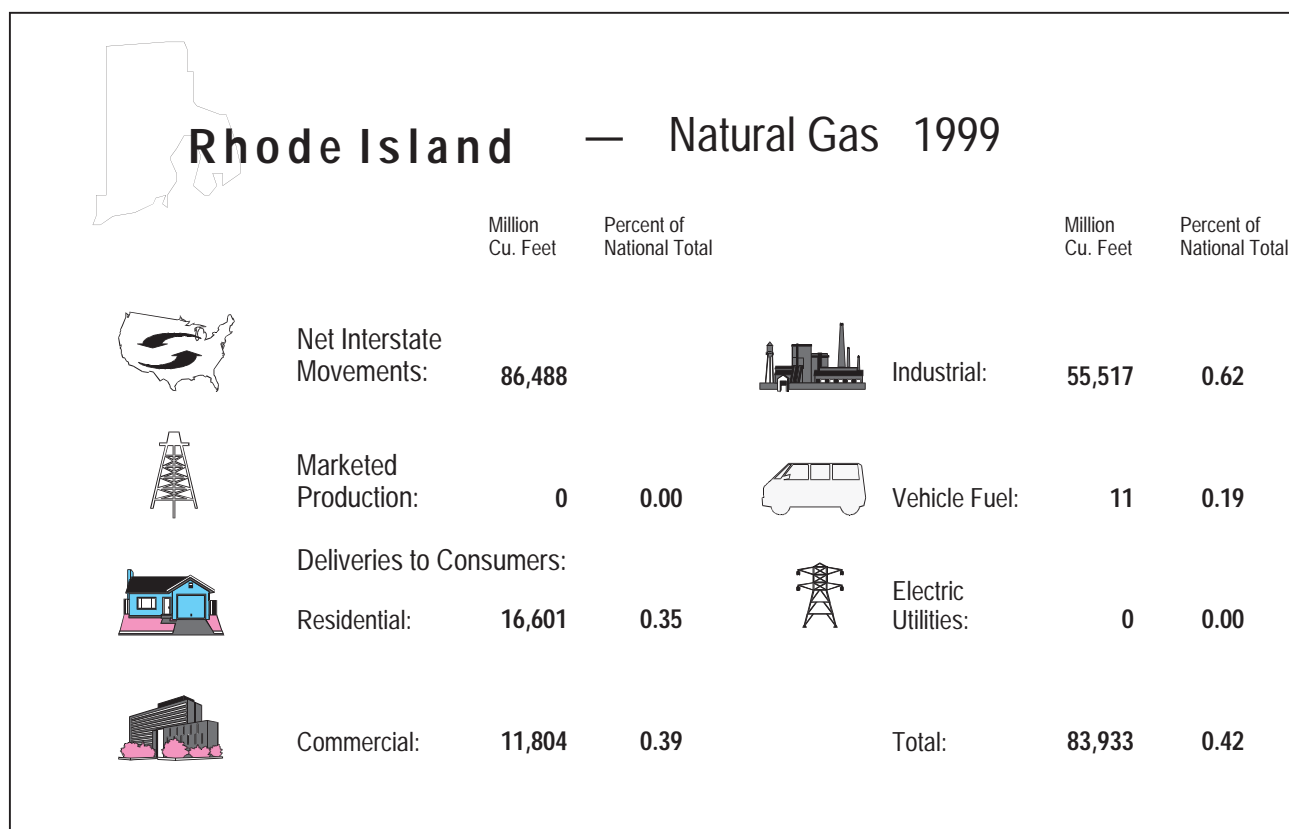 Rhode Island — Natural Gas 1999
Million Cu. Feet
Percent of National Total
Net Interstate Movements: 86,488
Marketed Production: 0 0.00
Deliveries to Consumers:
Residential: 16,601 0.35
Commercial: 11,804 0.39
Million Cu. Feet
Percent of National Total
Industrial: 55,517 0.62
Vehicle Fuel: 11 0.19
Electric Utilities: 0 0.00
Total: 83,933 0.42